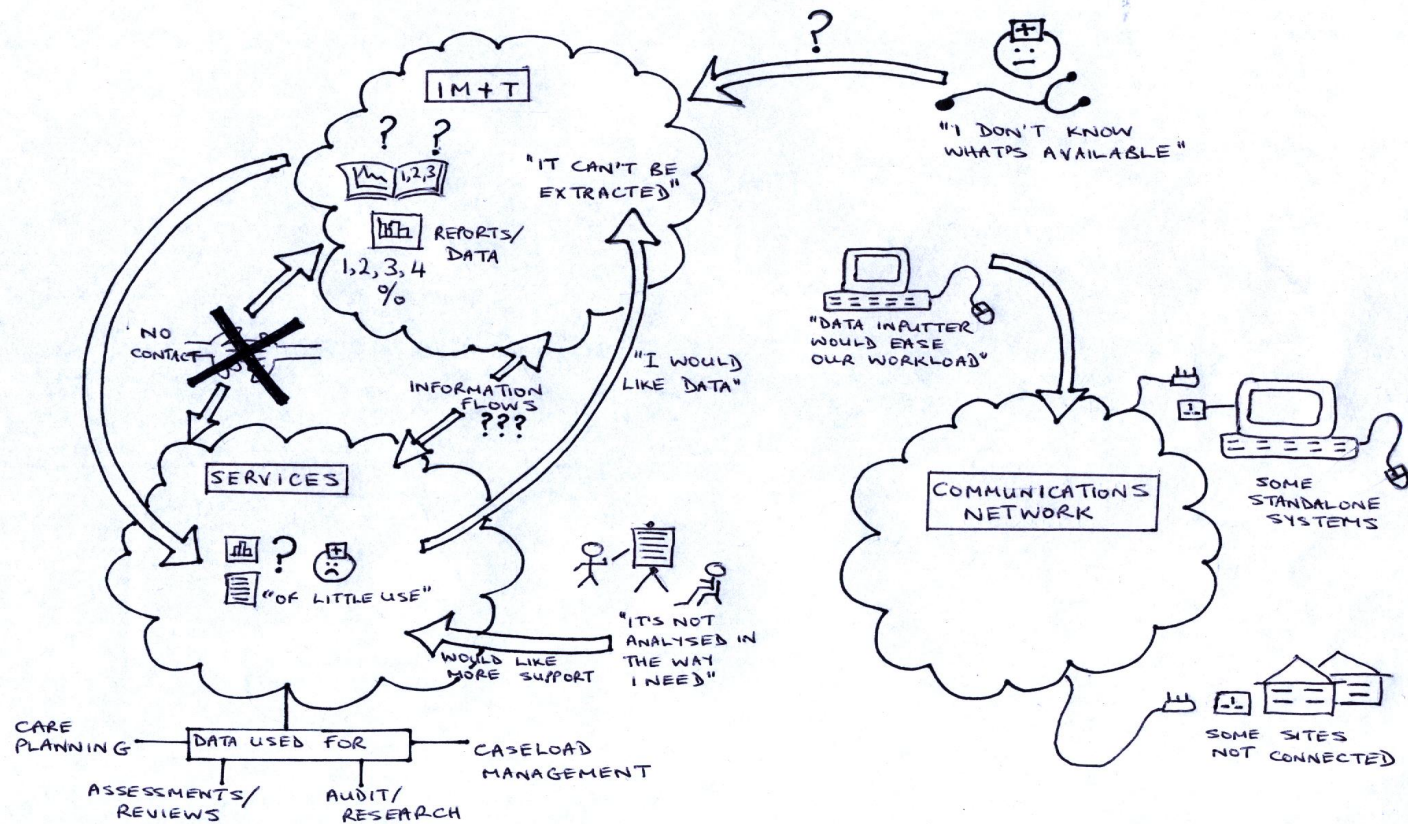 ?
IM+T
? ?
1,2,3
"IT CAN'T BE
EXTRACTED"
REPORTS/
DATA
1,2,3,4
%
"I DON'T KNOW
WHAT'S AVAILABLE"
NO
CONTACT
INFORMATION
FLOWS
???
"I WOULD
LIKE DATA"
"DATA INPUTTER
WOULD EASE
OUR WORKLOAD"
SERVICES
?
"OF LITTLE USE"
WOULD LIKE
MORE SUPPORT
"IT'S NOT
ANALYSED IN
THE WAY
I NEED"
COMMUNICATIONS
NETWORK
SOME
STANDALONE
SYSTEMS
SOME SITES
NOT CONNECTED
CARE
PLANNING
DATA USED FOR
CASELOAD
MANAGEMENT
ASSESSMENTS/
REVIEWS
AUDIT/
RESEARCH